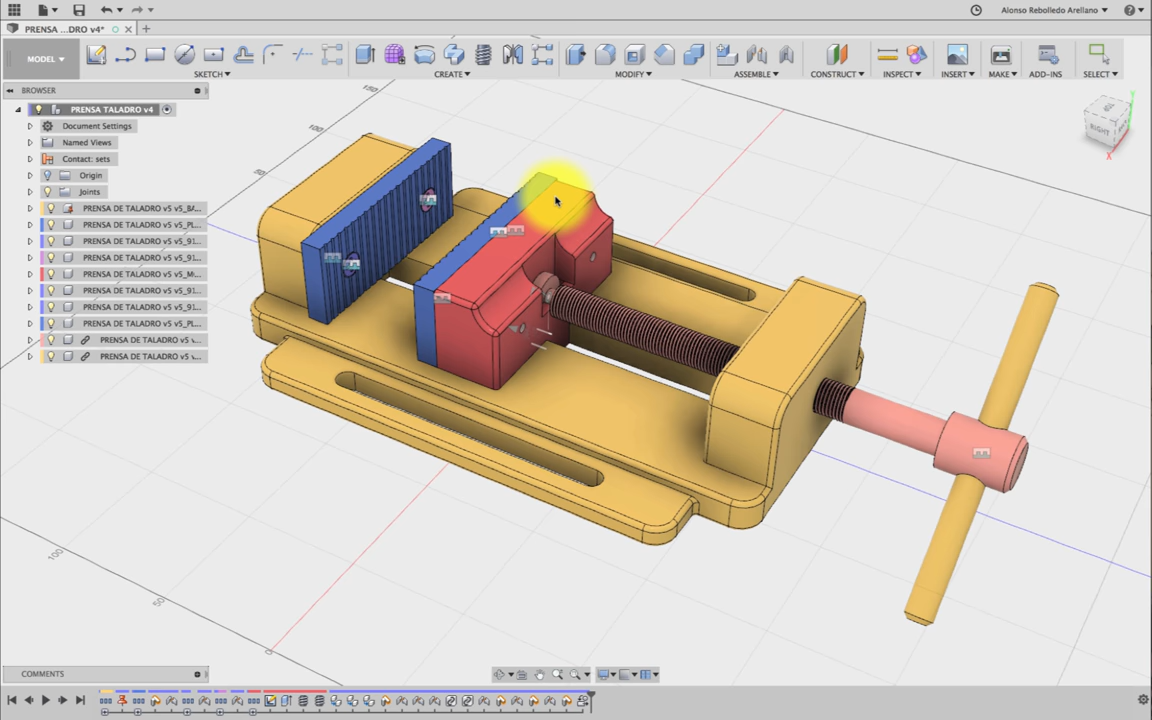 Alonso Rebolledo Arellano
PRENSA ...DRO v4*
MODEL
SKETCH
CREATE
MODIFY
ASSEMBLE
CONSTRUCT
INSPECT
INSERT
MAKE
ADD-INS
SELECT
BROWSER
PRENSA TALADRO v4
Document Settings
Named Views
Contact: sets
Origin
Joints
PRENSA DE TALADRO v5 v5_BA...
PRENSA DE TALADRO v5 v5_PL...
PRENSA DE TALADRO v5 v5_91...
PRENSA DE TALADRO v5 v5_91...
PRENSA DE TALADRO v5 v5_M...
PRENSA DE TALADRO v5 v5_91...
PRENSA DE TALADRO v5 v5_91...
PRENSA DE TALADRO v5 v5_PL...
PRENSA DE TALADRO v5 v...
PRENSA DE TALADRO v5 v...
150
100
50
RIGHT
Y
X
100
50
0
COMMENTS